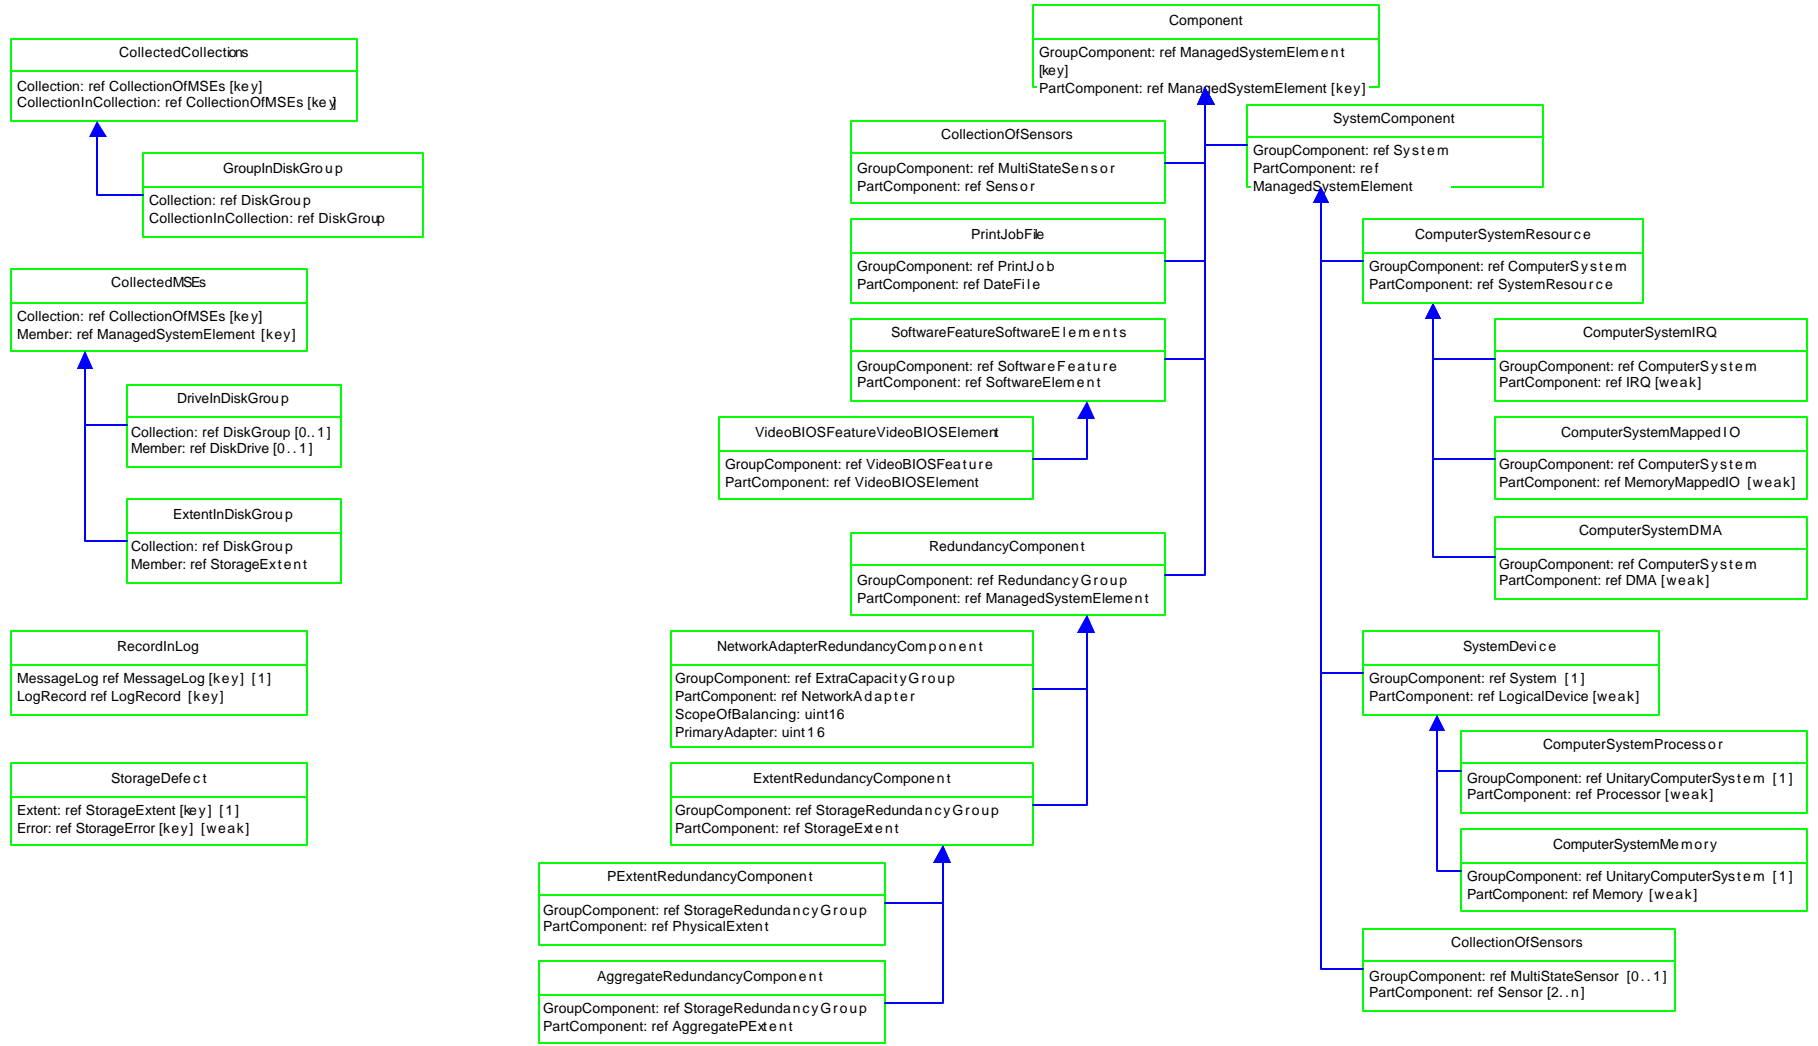 CollectedCollections
Collection: ref CollectionOfMSEs [key]
CollectionInCollection: ref CollectionOfMSEs [key]
GroupInDiskGroup
Collection: ref DiskGroup
CollectionInCollection: ref DiskGroup
CollectedMSEs
Collection: ref CollectionOfMSEs [key]
Member: ref ManagedSystemElement [key]
DriveInDiskGroup
Collection: ref DiskGroup [0..1]
Member: ref DiskDrive [0..1]
ExtentInDiskGroup
Collection: ref DiskGroup
Member: ref StorageExtent
RecordInLog
MessageLog ref MessageLog [key] [1]
LogRecord ref LogRecord [key]
StorageDefect
Extent: ref StorageExtent [key] [1]
Error: ref StorageError [key] [weak]
Component
GroupComponent: ref ManagedSystemElement
[key]
PartComponent: ref ManagedSystemElement [key]
CollectionOfSensors
GroupComponent: ref MultiStateSensor
PartComponent: ref Sensor
PrintJobFile
GroupComponent: ref PrintJob
PartComponent: ref DateFile
SoftwareFeatureSoftwareElements
GroupComponent: ref SoftwareFeature
PartComponent: ref SoftwareElement
VideoBIOSFeatureVideoBIOSElement
GroupComponent: ref VideoBIOSFeature
PartComponent: ref VideoBIOSElement
RedundancyComponent
GroupComponent: ref RedundancyGroup
PartComponent: ref ManagedSystemElement
NetworkAdapterRedundancyComponent
GroupComponent: ref ExtraCapacityGroup
PartComponent: ref NetworkAdapter
ScopeOfBalancing: uint16
PrimaryAdapter: uint16
ExtentRedundancyComponent
GroupComponent: ref StorageRedundancyGroup
PartComponent: ref StorageExtent
PExtentRedundancyComponent
GroupComponent: ref StorageRedundancyGroup
PartComponent: ref PhysicalExtent
AggregateRedundancyComponent
GroupComponent: ref StorageRedundancyGroup
PartComponent: ref AggregatePExtent
SystemComponent
GroupComponent: ref System
PartComponent: ref
ManagedSystemElement
ComputerSystemResource
GroupComponent: ref ComputerSystem
PartComponent: ref SystemResource
ComputerSystemIRQ
GroupComponent: ref ComputerSystem
PartComponent: ref IRQ [weak]
ComputerSystemMappedIO
GroupComponent: ref ComputerSystem
PartComponent: ref MemoryMappedIO [weak]
ComputerSystemDMA
GroupComponent: ref ComputerSystem
PartComponent: ref DMA [weak]
SystemDevice
GroupComponent: ref System [1]
PartComponent: ref LogicalDevice [weak]
ComputerSystemProcessor
GroupComponent: ref UnitaryComputerSystem [1]
PartComponent: ref Processor [weak]
ComputerSystemMemory
GroupComponent: ref UnitaryComputerSystem [1]
PartComponent: ref Memory [weak]
CollectionOfSensors
GroupComponent: ref MultiStateSensor [0..1]
PartComponent: ref Sensor [2..n]